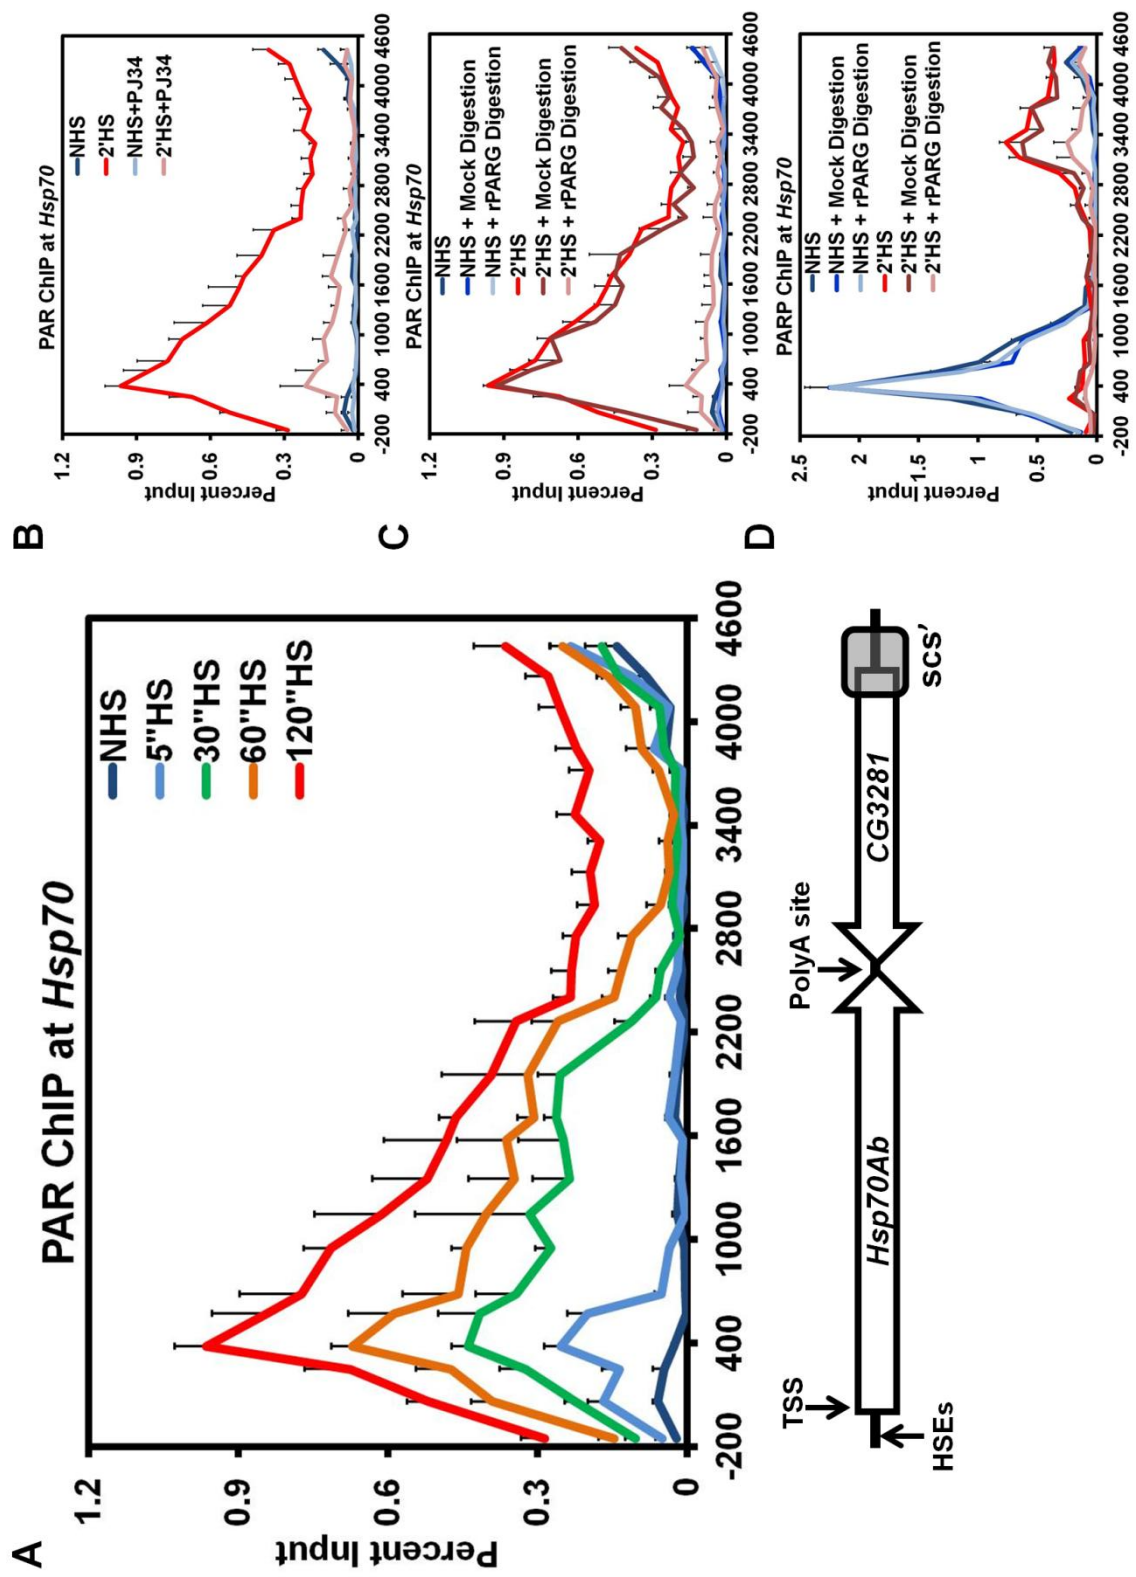 A
PAR ChIP at Hsp70
Percent Input
1.2
0.9
0.6
0.3
0
-200 400 1000 1600 2200 2800 3400 4000 4600
NHS
5"HS
30"HS
60"HS
120"HS
TSS
HSEs
Hsp70Ab
PolyA site
CG3281
scs’
B
PAR ChIP at Hsp70
Percent Input
1.2
0.9
0.6
0.3
0
-200 400 1000 1600 2200 2800 3400 4000 4600
NHS
2'HS
NHS+PJ34
2'HS+PJ34
C
PAR ChIP at Hsp70
Percent Input
1.2
0.9
0.6
0.3
0
-200 400 1000 1600 2200 2800 3400 4000 4600
NHS
NHS + Mock Digestion
NHS + rPARG Digestion
2'HS
2'HS + Mock Digestion
2'HS + rPARG Digestion
D
PARP ChIP at Hsp70
Percent Input
2.5
2
1.5
1
0.5
0
-200 400 1000 1600 2200 2800 3400 4000 4600
NHS
NHS + Mock Digestion
NHS + rPARG Digestion
2'HS
2'HS + Mock Digestion
2'HS + rPARG Digestion